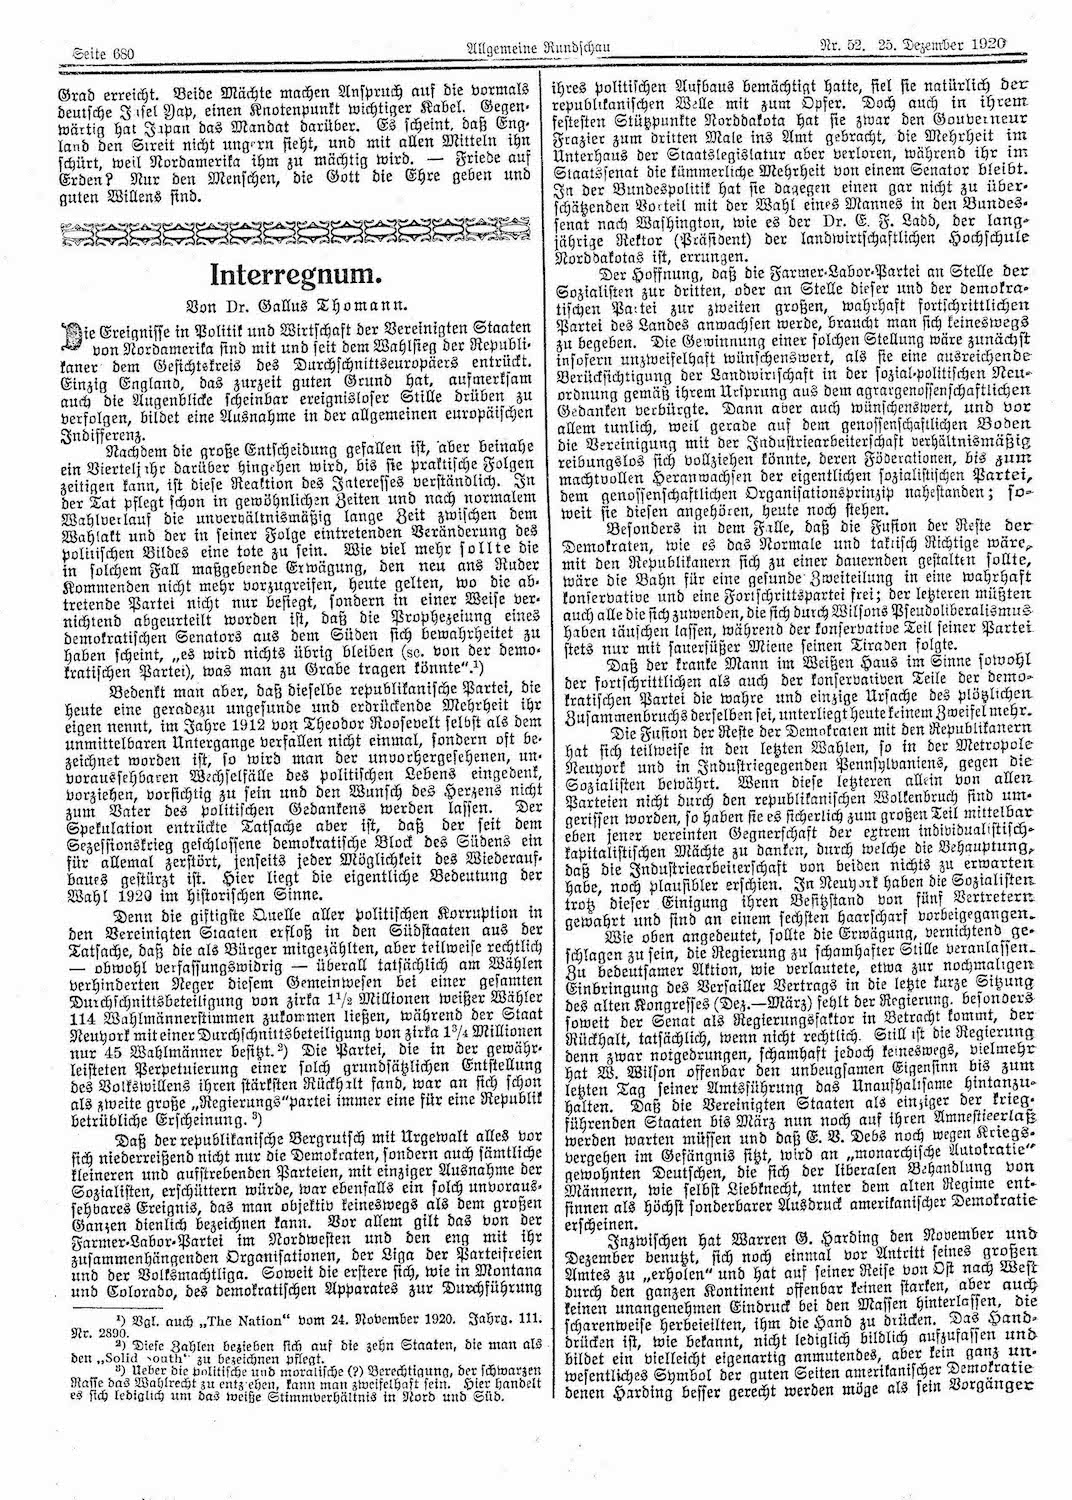 Seite 680
Allgemeine Rundschau
Nr. 52. 25. Dezember 1920
Grad erreicht. Beide Mächte machen Anspruch auf die vormals
deutsche Insel Yap, einen Knotenpunkt wichtiger Kabel. Gegen-
wärtig hat Japan das Mandat darüber. Es scheint, daß Eng-
land den Streit nicht ungern sieht, und mit allen Mitteln ihn
schürt, weil Nordamerika ihm zu mächtig wird. — Friede auf
Erden? Nur den Menschen, die Gott die Ehre geben und
guten Willens sind.
Interregnum.
Von Dr. Gallus Thomann.
Die Ereignisse in Politik und Wirtschaft der Vereinigten Staaten
von Nordamerika sind mit und seit dem Wahlsieg der Republi-
kaner dem Gesichtskreis des Durchschnittseuropäers entrückt.
Einzig England, das zurzeit guten Grund hat, aufmerksam
auch die Augenblicke scheinbar ereignisloser Stille drüben zu
verfolgen, bildet eine Ausnahme in der allgemeinen europäischen
Indifferenz.
Nachdem die große Entscheidung gefallen ist, aber beinahe
ein Vierteljahr darüber hingehen wird, bis sie praktische Folgen
zeitigen kann, ist diese Reaktion des Interesses verständlich. In
der Tat pflegt schon in gewöhnlichen Zeiten und nach normalem
Wahlverlauf die unverhältnismäßig lange Zeit zwischen dem
Wahlakt und der in seiner Folge eintretenden Veränderung des
politischen Bildes eine tote zu sein. Wie viel mehr sollte die
in solchem Fall maßgebende Erwägung, den neu ans Ruder
Kommenden nicht mehr vorzugreifen, heute gelten, wo die ab-
tretende Partei nicht nur besiegt, sondern in einer Weise ver-
nichtend abgeurteilt worden ist, daß die Prophezeiung eines
demokratischen Senators aus dem Süden sich bewahrheitet zu
haben scheint, „es wird nichts übrig bleiben (sc. von der demo-
kratischen Partei), was man zu Grabe tragen könnte“.¹)
Bedenkt man aber, daß dieselbe republikanische Partei, die
heute eine geradezu ungesunde und erdrückende Mehrheit ihr
eigen nennt, im Jahre 1912 von Theodor Roosevelt selbst als dem
unmittelbaren Untergange verfallen nicht einmal, sondern oft be-
zeichnet worden ist, so wird man der unvorhergesehenen, un-
voraussehbaren Wechselfälle des politischen Lebens eingedenk,
vorziehen, vorsichtig zu sein und den Wunsch des Herzens nicht
zum Vater des politischen Gedankens werden lassen. Der
Spekulation entrückte Tatsache aber ist, daß der seit dem
Sezessionskrieg geschlossene demokratische Block des Südens ein
für allemal zerstört, jenseits jeder Möglichkeit des Wiederauf-
baues gestürzt ist. Hier liegt die eigentliche Bedeutung der
Wahl 1920 im historischen Sinne.
Denn die giftigste Quelle aller politischen Korruption in
den Vereinigten Staaten erfloß in den Südstaaten aus der
Tatsache, daß die als Bürger mitgezählten, aber teilweise rechtlich
— obwohl verfassungswidrig — überall tatsächlich am Wählen
verhinderten Neger diesem Gemeinwesen bei einer gesamten
Durchschnittsbeteiligung von zirka 1½ Millionen weißer Wähler
114 Wahlmännerstimmen zukommen ließen, während der Staat
Neuyork mit einer Durchschnittsbeteiligung von zirka 1¾ Millionen
nur 45 Wahlmänner besitzt.²) Die Partei, die in der gewähr-
leisteten Perpetuierung einer solch grundsätzlichen Entstellung
des Volkswillens ihren stärksten Rückhalt fand, war an sich schon
als zweite große „Regierungs“partei immer eine für eine Republik
betrübliche Erscheinung.³)
Daß der republikanische Bergrutsch mit Urgewalt alles vor
sich niederreißend nicht nur die Demokraten, sondern auch sämtliche
kleineren und aufstrebenden Parteien, mit einziger Ausnahme der
Sozialisten, erschüttern würde, war ebenfalls ein solch unvoraus-
sehbares Ereignis, das man objektiv keineswegs als dem großen
Ganzen dienlich bezeichnen kann. Vor allem gilt das von der
Farmer-Labor-Partei im Nordwesten und den eng mit ihr
zusammenhängenden Organisationen, der Liga der Parteifreien
und der Volksmachtliga. Soweit die erstere sich, wie in Montana
und Colorado, des demokratischen Apparates zur Durchführung
¹) Vgl. auch „The Nation“ vom 24. November 1920. Jahrg. 111.
Nr. 2890.
²) Diese Zahlen beziehen sich auf die zehn Staaten, die man als
den „Solid South“ zu bezeichnen pflegt.
³) Ueber die politische und moralische (?) Berechtigung, der schwarzen
Rasse das Wahlrecht zu entziehen, kann man zweifelhaft sein. Hier handelt
es sich lediglich um das weiße Stimmverhältnis in Nord und Süd.
ihres politischen Aufbaus bemächtigt hatte, fiel sie natürlich der
republikanischen Welle mit zum Opfer. Doch auch in ihrem
festesten Stützpunkte Norddakota hat sie zwar den Gouverneur
Frazier zum dritten Male ins Amt gebracht, die Mehrheit im
Unterhaus der Staatslegislatur aber verloren, während ihr im
Staatssenat die kümmerliche Mehrheit von einem Senator bleibt.
In der Bundespolitik hat sie dagegen einen gar nicht zu über-
schätzenden Vorteil mit der Wahl eines Mannes in den Bundes-
senat nach Washington, wie es der Dr. E. F. Ladd, der lang-
jährige Rektor (Präsident) der landwirtschaftlichen Hochschule
Norddakotas ist, errungen.
Der Hoffnung, daß die Farmer-Labor-Partei an Stelle der
Sozialisten zur dritten, oder an Stelle dieser und der demokra-
tischen Partei zur zweiten großen, wahrhaft fortschrittlichen
Partei des Landes anwachsen werde, braucht man sich keineswegs
zu begeben. Die Gewinnung einer solchen Stellung wäre zunächst
insofern unzweifelhaft wünschenswert, als sie eine ausreichende
Berücksichtigung der Landwirtschaft in der sozial-politischen Neu-
ordnung gemäß ihrem Ursprung aus dem agrargenossenschaftlichen
Gedanken verbürgte. Dann aber auch wünschenswert, und vor
allem tunlich, weil gerade auf dem genossenschaftlichen Boden
die Vereinigung mit der Industriearbeiterschaft verhältnismäßig
reibungslos sich vollziehen könnte, deren Föderationen, bis zum
machtvollen Heranwachsen der eigentlichen sozialistischen Partei,
dem genossenschaftlichen Organisationsprinzip nahestanden; so-
weit sie diesen angehören, heute noch stehen.
Besonders in dem Falle, daß die Fusion der Reste der
Demokraten, wie es das Normale und taktisch Richtige wäre,
mit den Republikanern sich zu einer dauernden gestalten sollte,
wäre die Bahn für eine gesunde Zweiteilung in eine wahrhaft
konservative und eine Fortschrittspartei frei; der letzteren müßten
auch alle die sich zuwenden, die sich durch Wilsons Pseudoliberalismus
haben täuschen lassen, während der konservative Teil seiner Partei
stets nur mit sauersüßer Miene seinen Tiraden folgte.
Daß der kranke Mann im Weißen Haus im Sinne sowohl
der fortschrittlichen als auch der konservativen Teile der demo-
kratischen Partei die wahre und einzige Ursache des plözlichen
Zusammenbruchs derselben sei, unterliegt heute keinem Zweifel mehr.
Die Fusion der Reste der Demokraten mit den Republikanern
hat sich teilweise in den letzten Wahlen, so in der Metropole
Neuyork und in Industriegegenden Pennsylvaniens, gegen die
Sozialisten bewährt. Wenn diese letzteren allein von allen
Parteien nicht durch den republikanischen Wolkenbruch sind um-
gerissen worden, so haben sie es sicherlich zum großen Teil mittelbar
eben jener vereinten Gegnerschaft der extrem individualistisch-
kapitalistischen Mächte zu danken, durch welche die Behauptung,
daß die Industriearbeiterschaft von beiden nichts zu erwarten
habe, noch plausibler erschien. In Neuyork haben die Sozialisten
trotz dieser Einigung ihren Besitzstand von fünf Vertretern
gewahrt und sind an einem sechsten haarscharf vorbeigegangen.
Wie oben angedeutet, sollte die Erwägung, vernichtend ge-
schlagen zu sein, die Regierung zu schamhafter Stille veranlassen.
Zu bedeutsamer Aktion, wie verlautete, etwa zur nochmaligen
Einbringung des Versailler Vertrags in die letzte kurze Sitzung
des alten Kongresses (Dez.—März) fehlt der Regierung, besonders
soweit der Senat als Regierungsfaktor in Betracht kommt, der
Rückhalt, tatsächlich, wenn nicht rechtlich. Still ist die Regierung
denn zwar notgedrungen, schamhaft jedoch keineswegs, vielmehr
hat W. Wilson offenbar den unbeugsamen Eigensinn bis zum
letzten Tag seiner Amtsführung das Unaufhaltsame hintanzu-
halten. Daß die Vereinigten Staaten als einziger der krieg-
führenden Staaten bis März nun noch auf ihren Amnestieerlaß
werden warten müssen und daß E. V. Debs noch wegen Kriegs-
vergehen im Gefängnis sitzt, wird an „monarchische Autokratie“
gewohnten Deutschen, die sich der liberalen Behandlung von
Männern, wie selbst Liebknecht, unter dem alten Regime ent-
sinnen als höchst sonderbarer Ausdruck amerikanischer Demokratie
erscheinen.
Inzwischen hat Warren G. Harding den November und
Dezember benutzt, sich noch einmal vor Antritt seines großen
Amtes zu „erholen“ und hat auf seiner Reise von Ost nach West
durch den ganzen Kontinent offenbar keinen starken, aber auch
keinen unangenehmen Eindruck bei den Massen hinterlassen, die
scharenweise herbeieilten, ihm die Hand zu drücken. Das Hand-
drücken ist, wie bekannt, nicht lediglich bildlich aufzufassen und
bildet ein vielleicht eigenartig anmutendes, aber kein ganz un-
wesentliches Symbol der guten Seiten amerikanischer Demokratie
denen Harding besser gerecht werden möge als sein Vorgänger